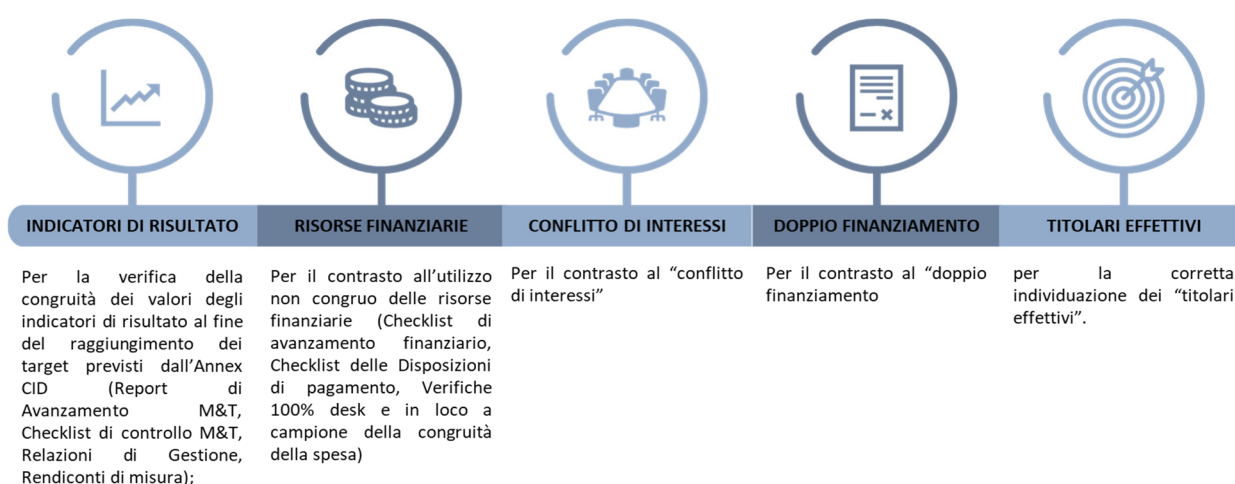 INDICATORI DI RISULTATO
Per la verifica della
congruità dei valori degli
indicatori di risultato al fine
del raggiungimento dei
target previsti dall’Annex
CID (Report di
Avanzamento M&T,
Checklist di controllo M&T,
Relazioni di Gestione,
Rendiconti di misura);
RISORSE FINANZIARIE
Per il contrasto all’utilizzo
non congruo delle risorse
finanziarie (Checklist di
avanzamento finanziario,
Checklist delle Disposizioni
di pagamento, Verifiche
100% desk e in loco a
campione della congruità
della spesa)
CONFLITTO DI INTERESSI
Per il contrasto al “conflitto
di interessi”
DOPPIO FINANZIAMENTO
Per il contrasto al “doppio
finanziamento
TITOLARI EFFETTIVI
per la corretta
individuazione dei “titolari
effettivi”.